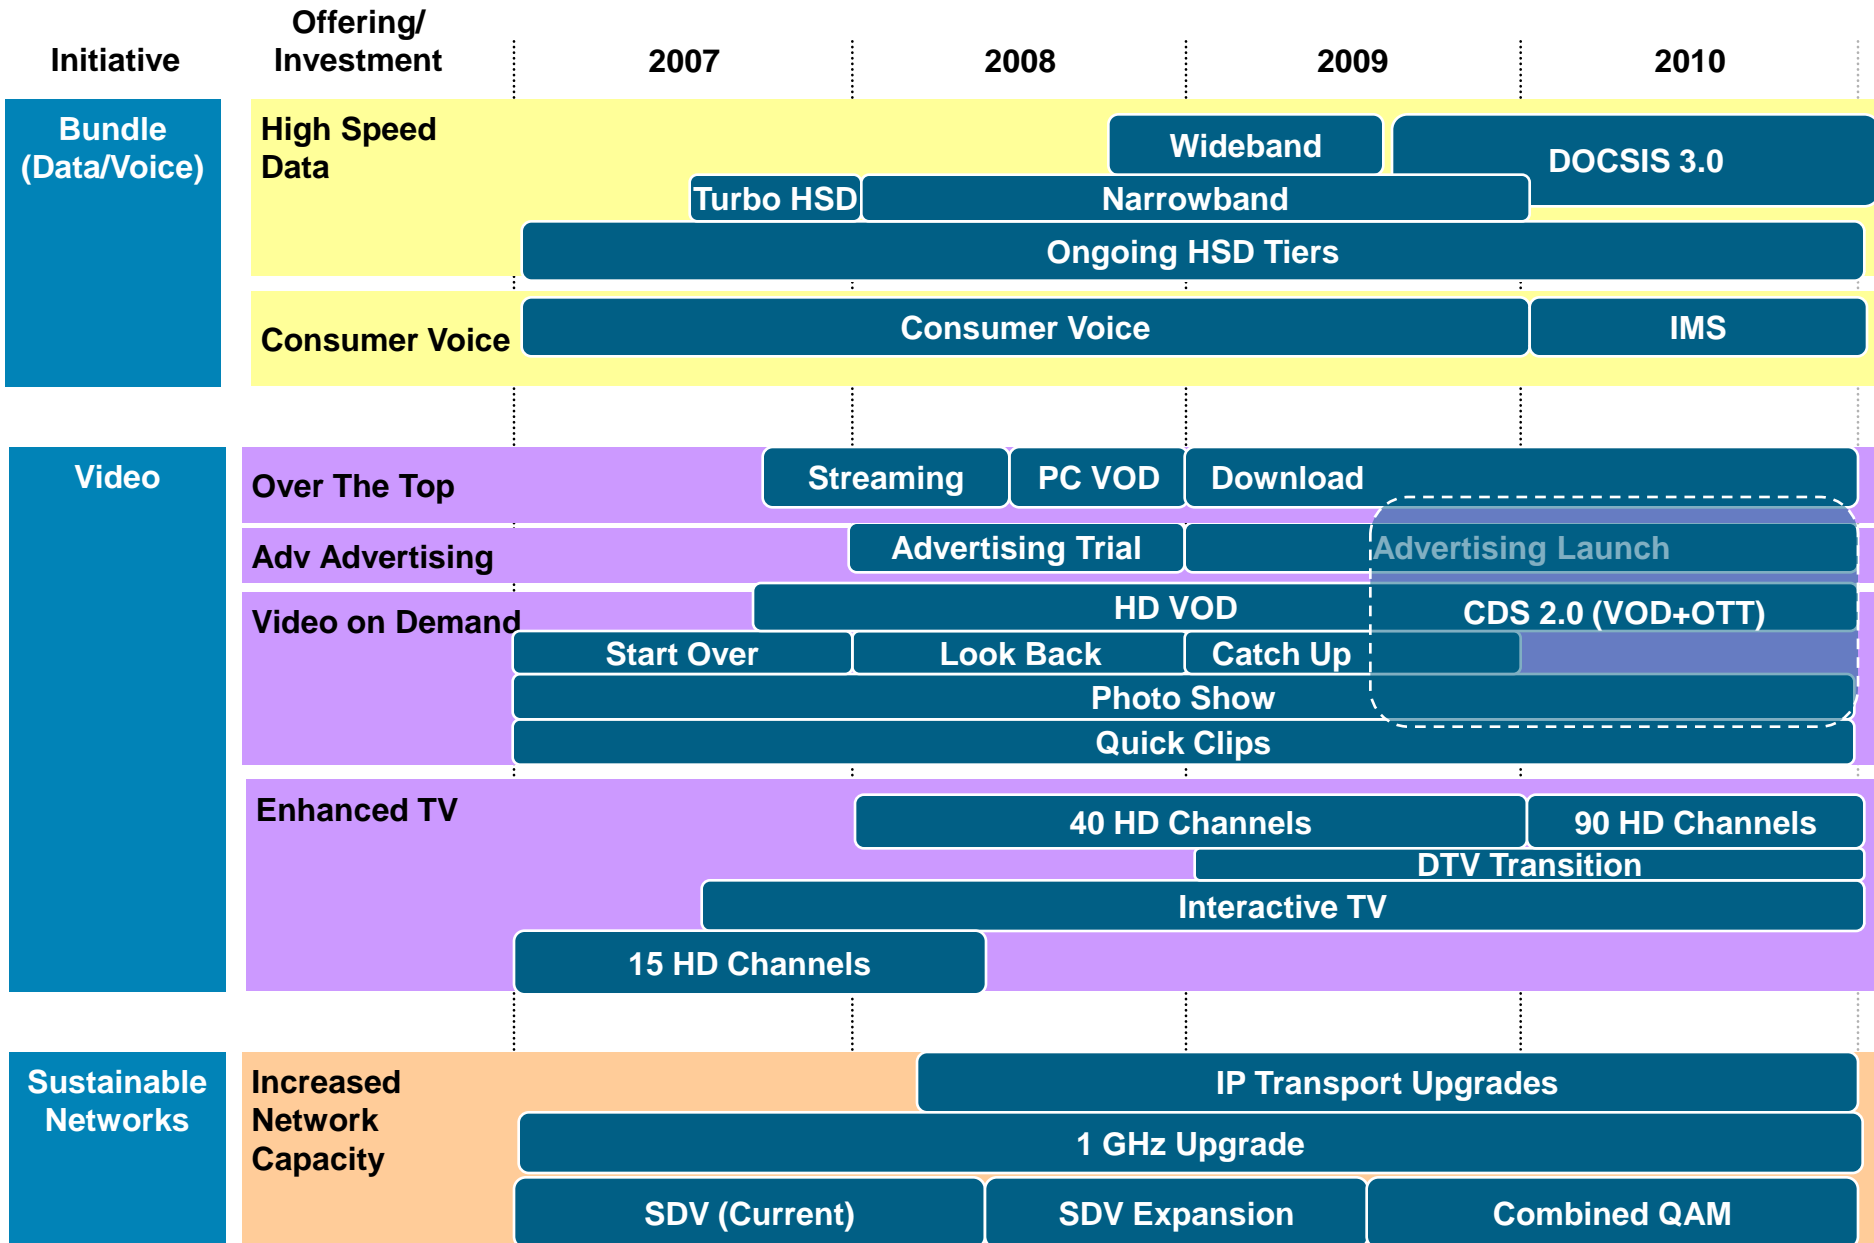 Offering/
Initiative Investment 2007 2008 2009 2010
Bundle
(Data/Voice)
High Speed
Data
Wideband
DOCSIS 3.0
Turbo HSD
Narrowband
Ongoing HSD Tiers
Consumer Voice
Consumer Voice
IMS
Video
Over The Top
Streaming
PC VOD
Download
Adv Advertising
Advertising Trial
Advertising Launch
Video on Demand
HD VOD
CDS 2.0 (VOD+OTT)
Start Over
Look Back
Catch Up
Photo Show
Quick Clips
Enhanced TV
40 HD Channels
90 HD Channels
DTV Transition
Interactive TV
15 HD Channels
Sustainable
Networks
Increased
Network
Capacity
IP Transport Upgrades
1 GHz Upgrade
SDV (Current)
SDV Expansion
Combined QAM